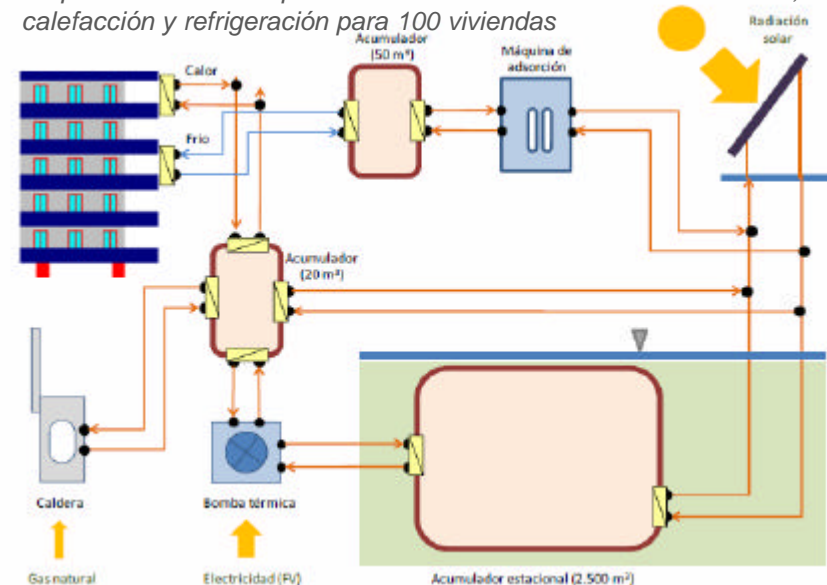 calefacción y refrigeración para 100 viviendas
Acumulador
(50 m³)
Máquina de
adsorción
Radiación
solar
Calor
Frío
Acumulador
(20 m³)
Caldera
Bomba térmica
Gas natural
Electricidad (FV)
Acumulador estacional (2.500 m³)